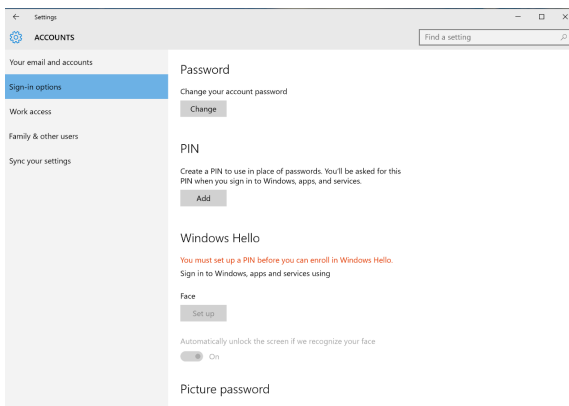 Settings
ACCOUNTS
Find a setting
Your email and accounts
Sign-in options
Work access
Family & other users
Sync your settings
Password
Change your account password
Change
PIN
Create a PIN to use in place of passwords. You'll be asked for this
PIN when you sign in to Windows, apps, and services.
Add
Windows Hello
You must set up a PIN before you can enroll in Windows Hello.
Sign in to Windows, apps and services using
Face
Set up
Automatically unlock the screen if we recognize your face
On
Picture password